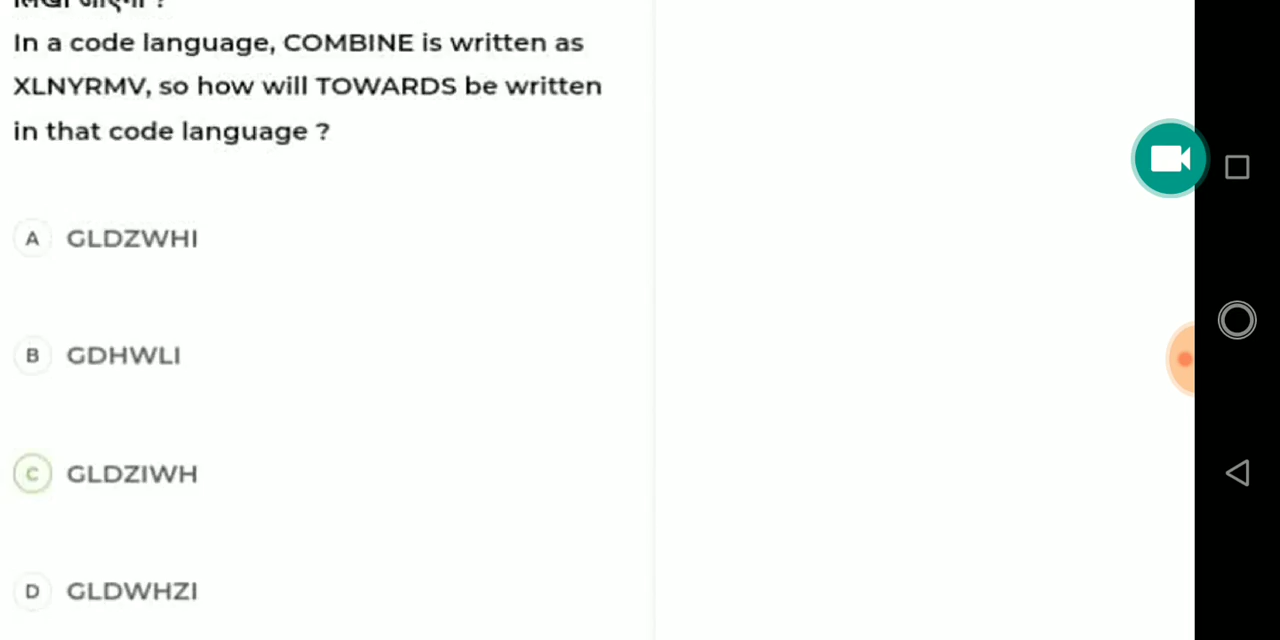 In a code language, COMBINE is written as
XLNYRMV, so how will TOWARDS be written
in that code language ?
A GLDZWHI
B GDHWLI
C GLDZIWH
D GLDWHZI